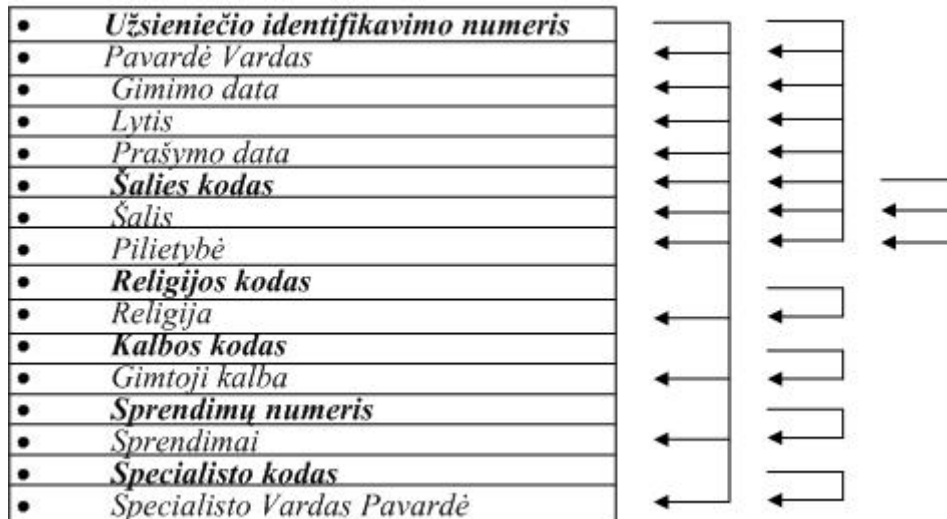 • Užsieniečio identifikavimo numeris
• Pavardė Vardas
• Gimimo data
• Lytis
• Prašymo data
• Šalies kodas
• Šalis
• Pilietybė
• Religijos kodas
• Religija
• Kalbos kodas
• Gimtoji kalba
• Sprendimų numeris
• Sprendimai
• Specialisto kodas
• Specialisto Vardas Pavardė